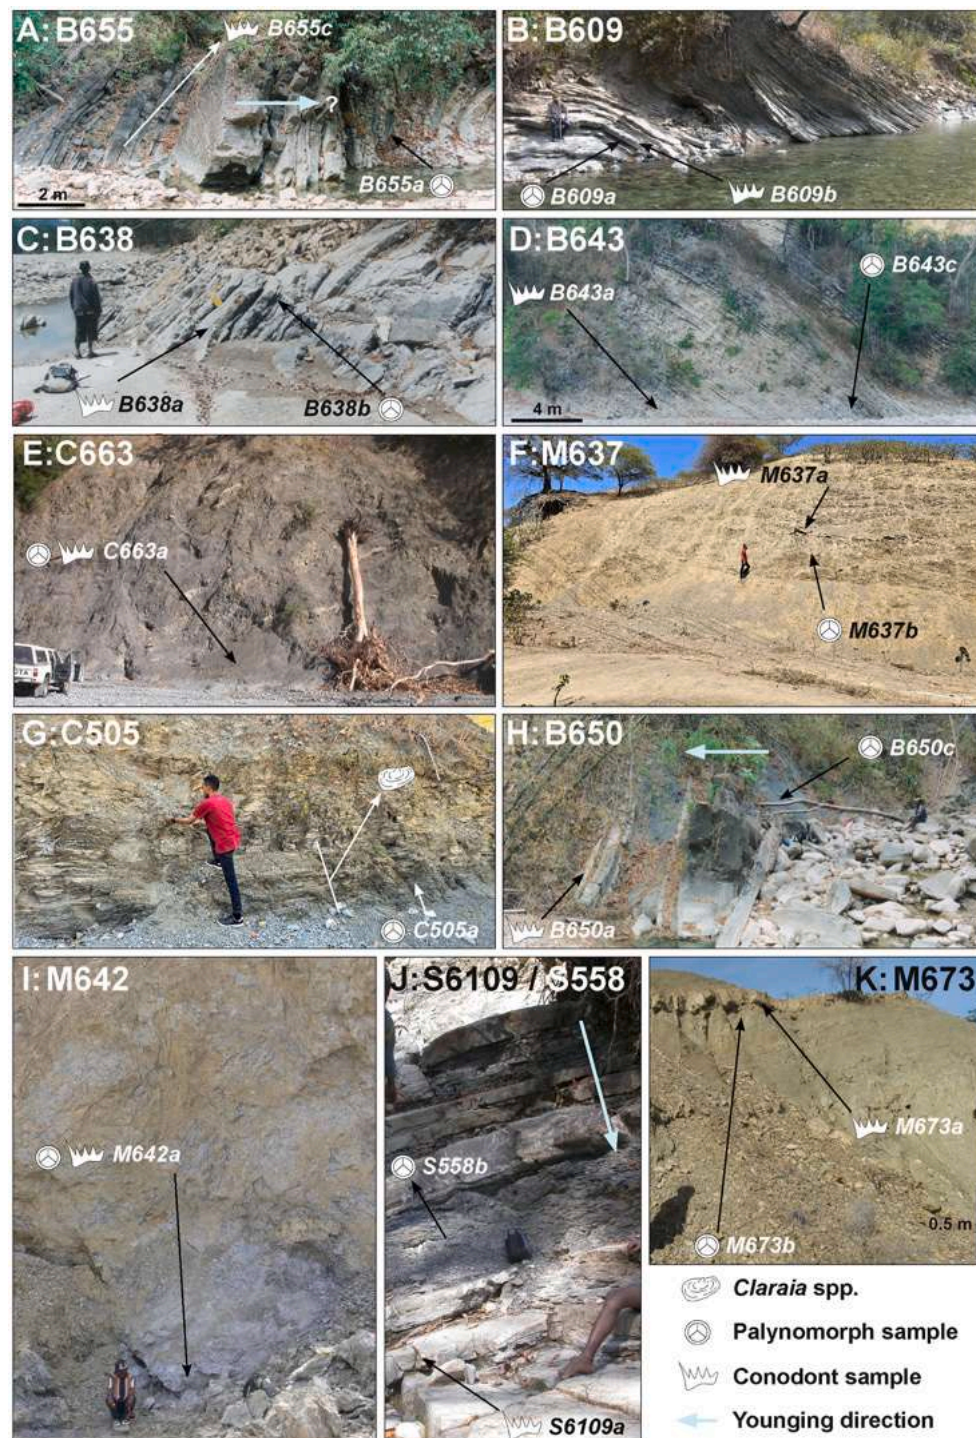 A: B655
B655c
?
B655a
2 m
B: B609
B609a
B609b
C: B638
B638a
B638b
D: B643
B643a
B643c
4 m
E: C663
C663a
F: M637
M637a
M637b
G: C505
C505a
H: B650
B650c
B650a
I: M642
M642a
J: S6109 / S558
S558b
S6109a
K: M673
M673a
0.5 m
M673b
Claraia spp.
Palynomorph sample
Conodont sample
Younging direction